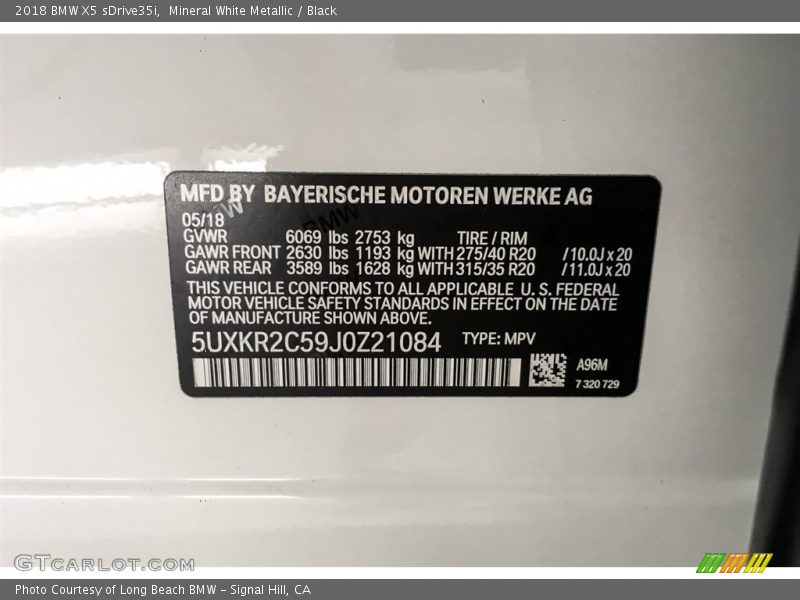 2018 BMW X5 sDrive35i, Mineral White Metallic / Black
MFD BY BAYERISCHE MOTOREN WERKE AG
05/18
GVWR 6069 lbs 2753 kg TIRE / RIM
GAWR FRONT 2630 lbs 1193 kg WITH 275/40 R20 /10.0J x 20
GAWR REAR 3589 lbs 1628 kg WITH 315/35 R20 /11.0J x 20
THIS VEHICLE CONFORMS TO ALL APPLICABLE U. S. FEDERAL
MOTOR VEHICLE SAFETY STANDARDS IN EFFECT ON THE DATE
OF MANUFACTURE SHOWN ABOVE.
5UXKR2C59J0Z21084 TYPE: MPV
A96M
7 320 729
GTCARLOT.COM
Photo Courtesy of Long Beach BMW - Signal Hill, CA